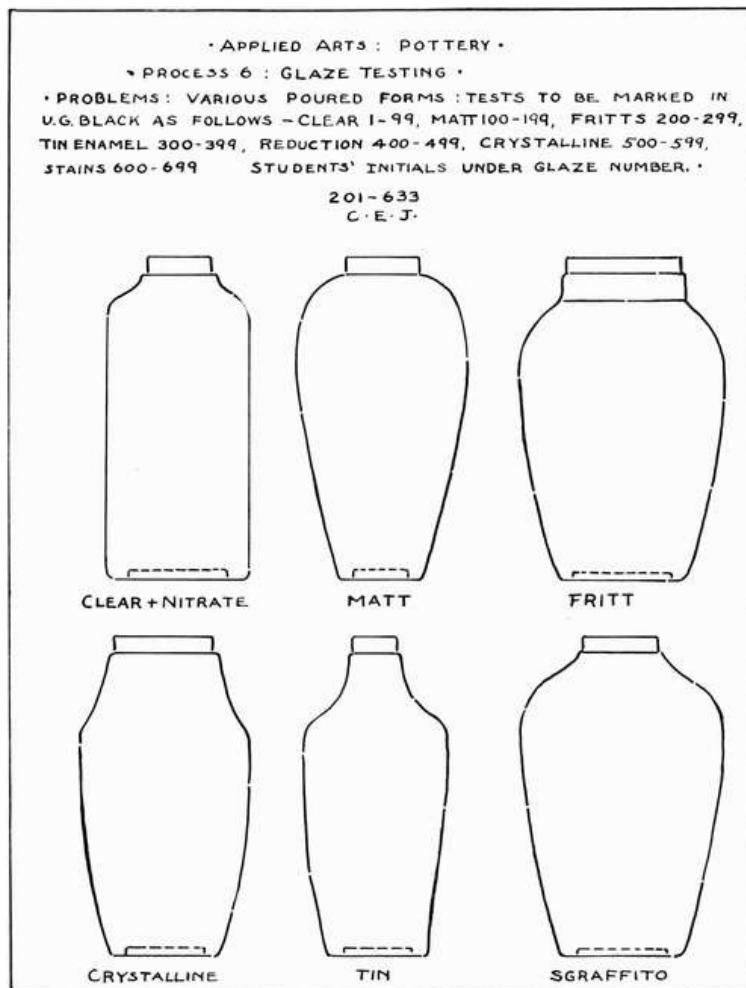 · APPLIED ARTS : POTTERY ·
· PROCESS 6 : GLAZE TESTING ·
· PROBLEMS : VARIOUS POURED FORMS : TESTS TO BE MARKED IN
U.G. BLACK AS FOLLOWS – CLEAR 1-99, MATT 100-199, FRITTS 200-299,
TIN ENAMEL 300-399, REDUCTION 400-499, CRYSTALLINE 500-599,
STAINS 600-699 STUDENTS' INITIALS UNDER GLAZE NUMBER. ·
201-633
C·E·J·
CLEAR + NITRATE MATT FRITT
CRYSTALLINE TIN SGRAFFITO